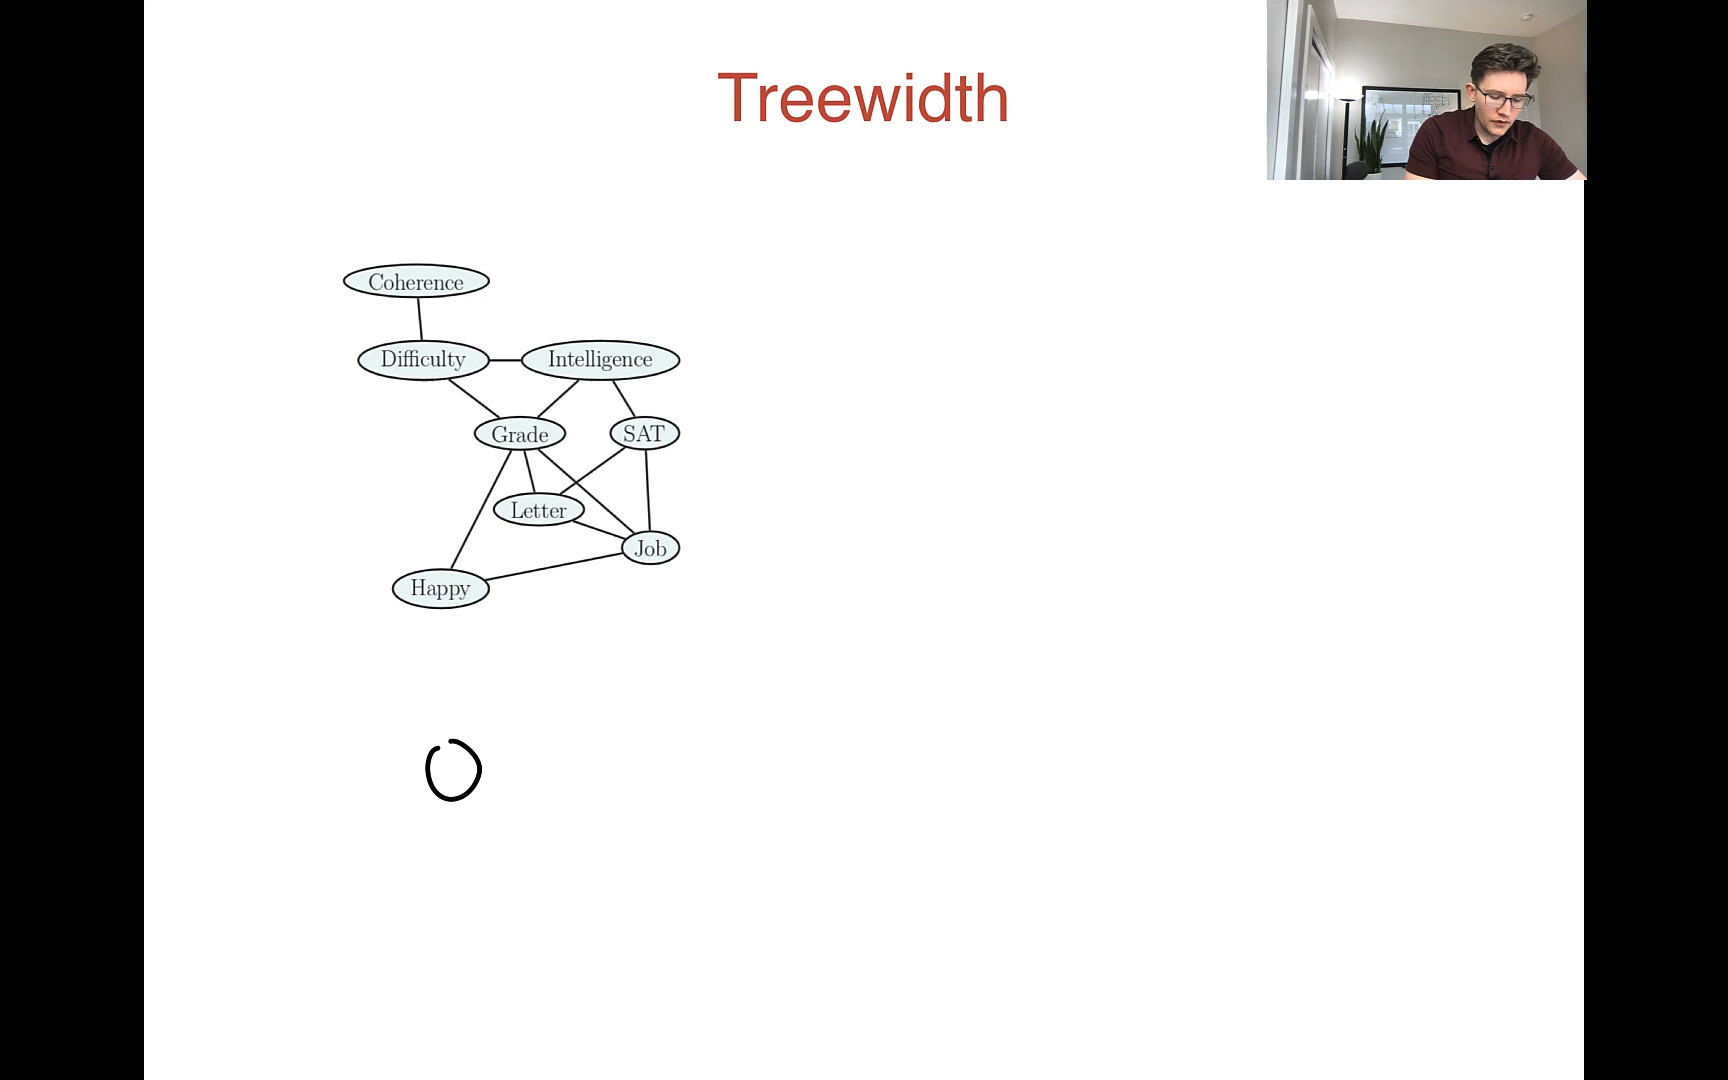 Treewidth
Coherence
Difficulty
Intelligence
Grade
SAT
Letter
Job
Happy